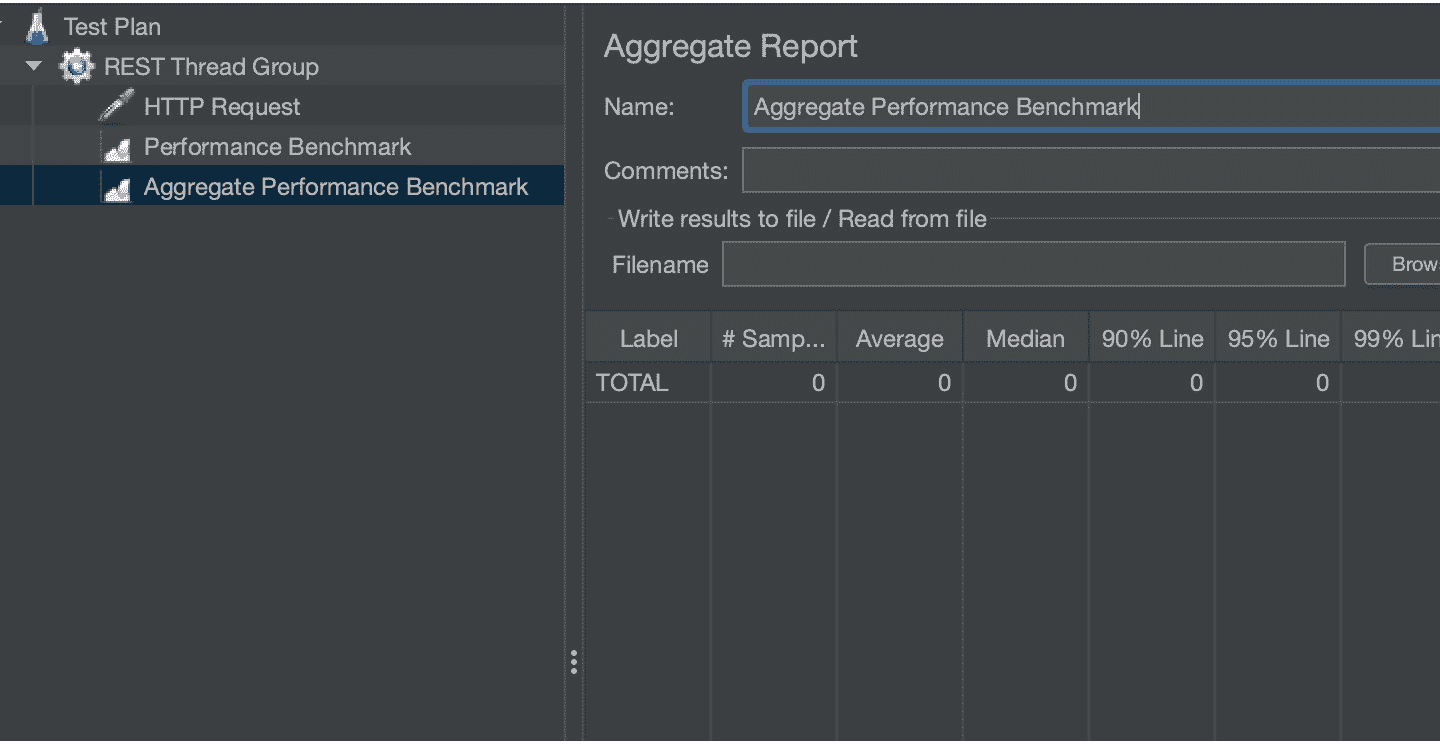 Test Plan
REST Thread Group
HTTP Request
Performance Benchmark
Aggregate Performance Benchmark
Aggregate Report
Name: Aggregate Performance Benchmark
Comments:
Write results to file / Read from file
Filename Brow
Label # Samp... Average Median 90% Line 95% Line 99% Lin
TOTAL 0 0 0 0 0